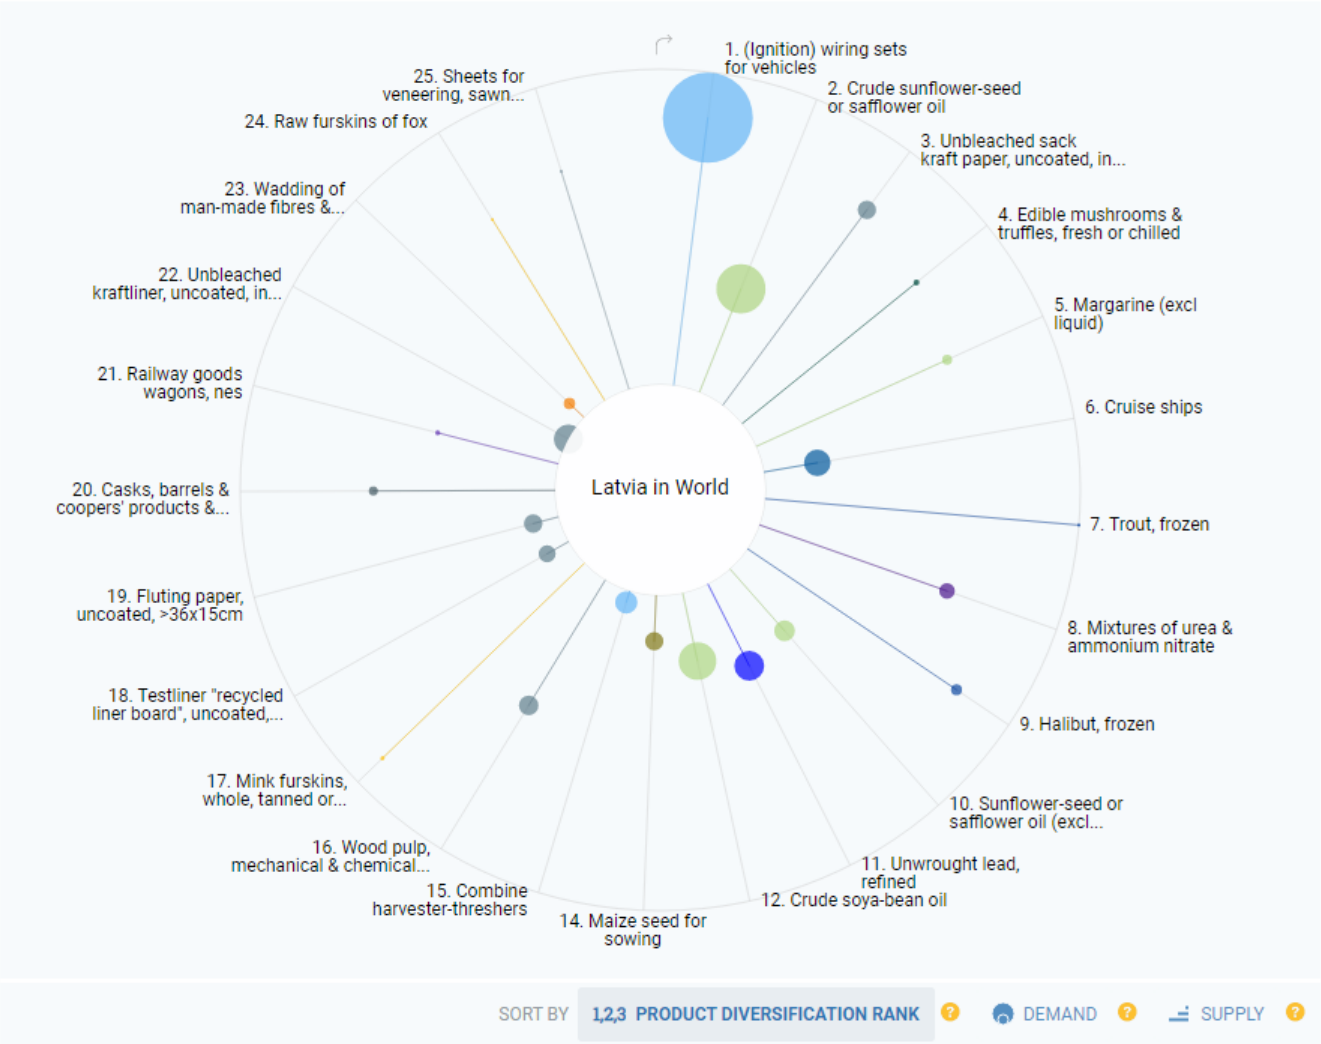 1. (Ignition) wiring sets
for vehicles
2. Crude sunflower-seed
or safflower oil
3. Unbleached sack
kraft paper, uncoated, in...
4. Edible mushrooms &
truffles, fresh or chilled
5. Margarine (excl
liquid)
6. Cruise ships
7. Trout, frozen
8. Mixtures of urea &
ammonium nitrate
9. Halibut, frozen
10. Sunflower-seed or
safflower oil (excl...
11. Unwrought lead,
refined
12. Crude soya-bean oil
14. Maize seed for
sowing
15. Combine
harvester-threshers
16. Wood pulp,
mechanical & chemical...
17. Mink furskins,
whole, tanned or...
18. Testliner "recycled
liner board", uncoated,...
19. Fluting paper,
uncoated, >36x15cm
20. Casks, barrels &
coopers' products &...
21. Railway goods
wagons, nes
22. Unbleached
kraftliner, uncoated, in...
23. Wadding of
man-made fibres &...
24. Raw furskins of fox
25. Sheets for
veneering, sawn...
Latvia in World
SORT BY 1,2,3 PRODUCT DIVERSIFICATION RANK ? DEMAND ? SUPPLY ?